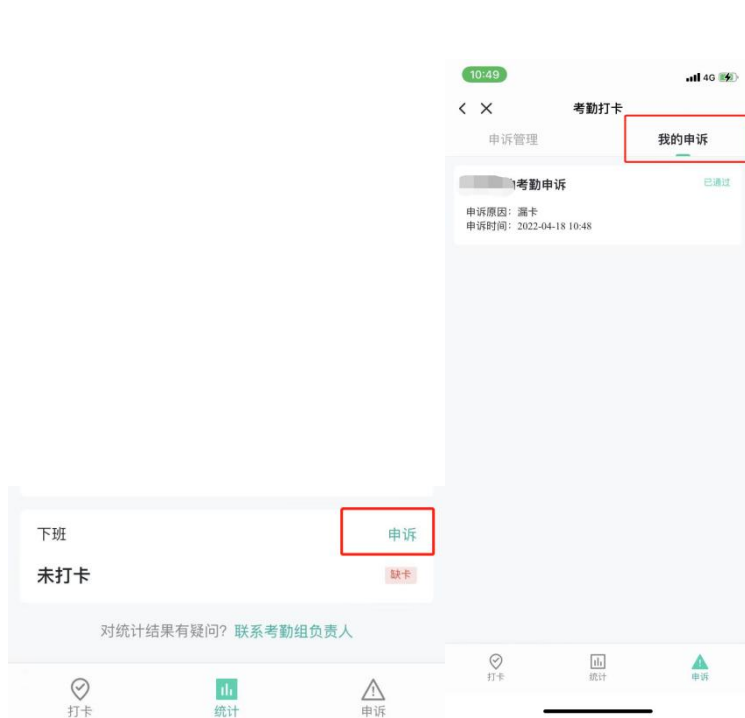 下班
申诉
未打卡
缺卡
对统计结果有疑问？联系考勤组负责人
打卡
统计
申诉
10:49
4G
考勤打卡
申诉管理
我的申诉
考勤申诉
已通过
申诉原因：漏卡
申诉时间：2022-04-18 10:48
打卡
统计
申诉